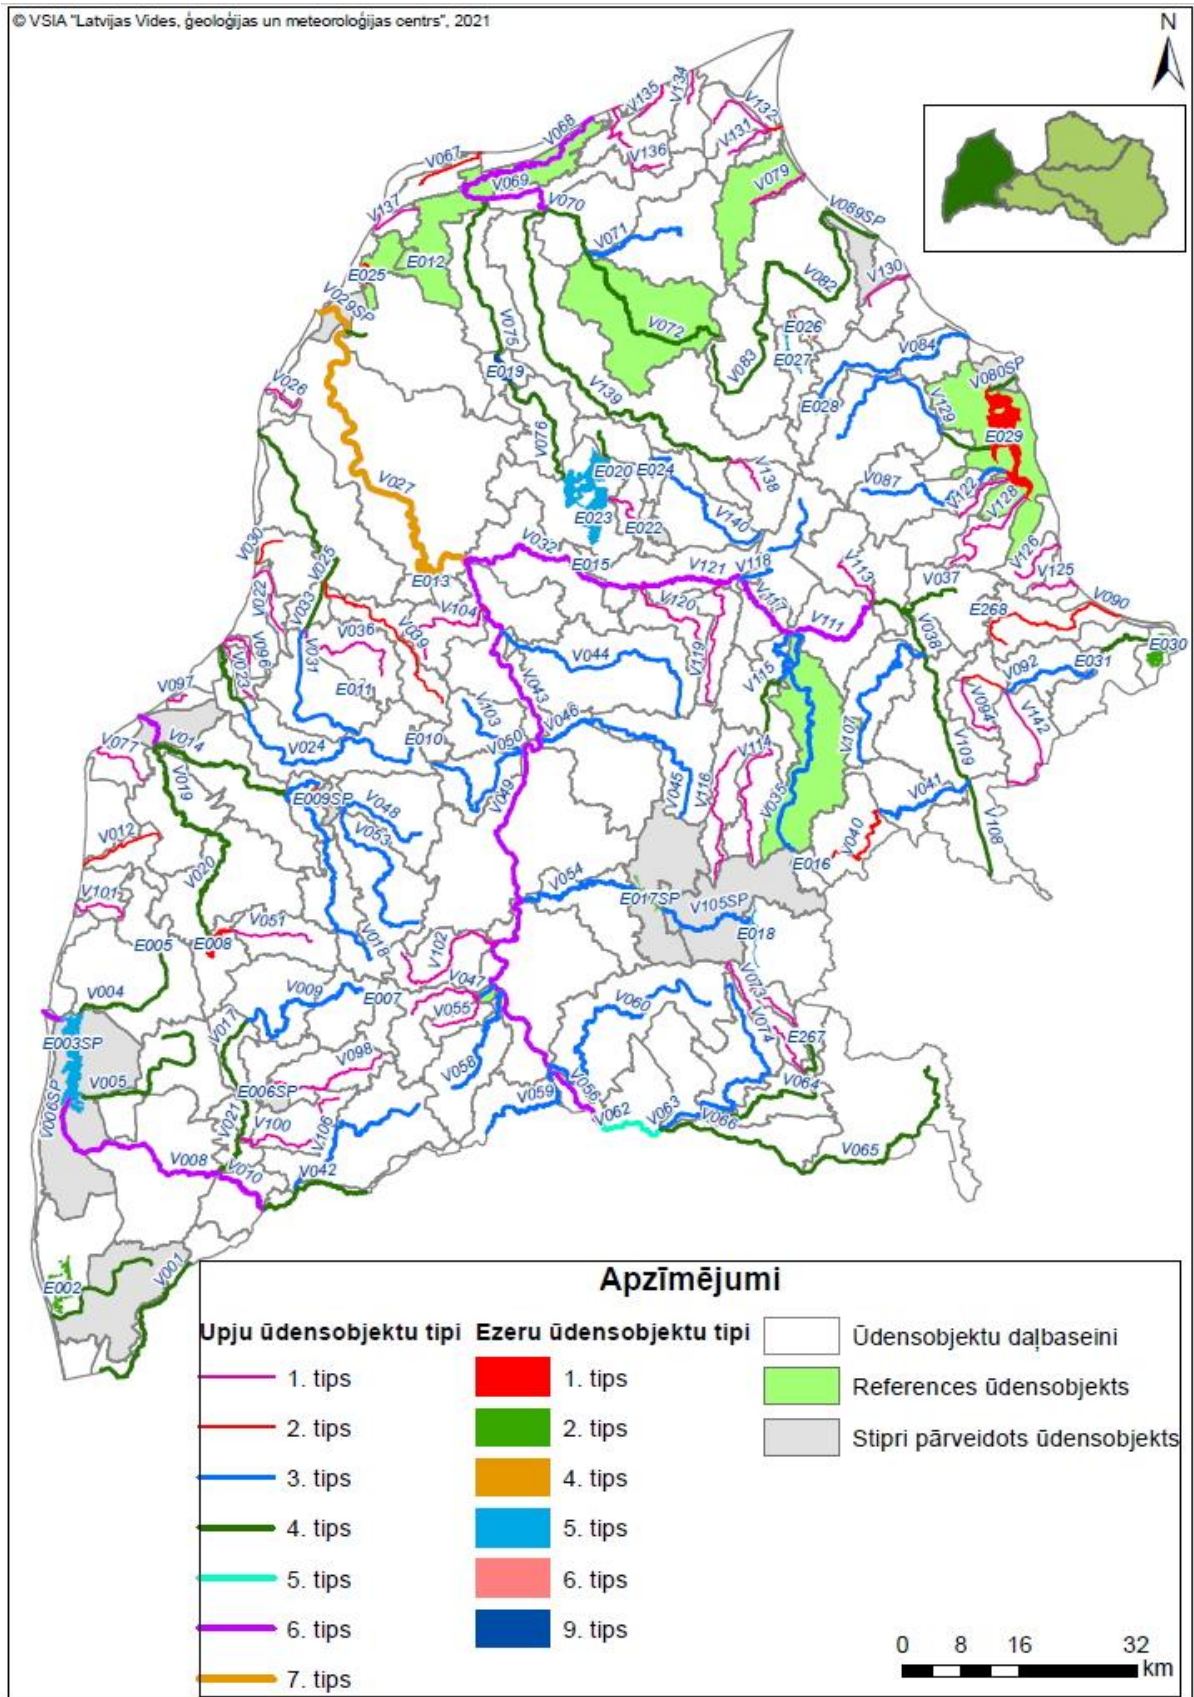 © VSIA "Latvijas Vides, ģeoloģijas un meteoroloģijas centrs", 2021
N
V134
V135
V132
V068
V131
V136
V067
V069
V079
V070
V137
V089SP
V071
E012
E025
V130
V082
V029SP
E026
V072
V075
V084
E027
V083
E019
V080SP
V026
V139
E028
V129
E029
V076
E020
E024
V138
V087
V027
V122
V128
E023
V140
E022
V030
V032
V126
E015
V121
V118
V113
V125
V025
E013
V037
V022
V033
V104
V120
V117
V090
V111
E268
V036
V039
V038
V096
V031
V044
V119
E030
V023
V115
V092
E031
V097
E011
V043
V103
V046
V107
V094
V142
V014
V024
E010
V050
V114
V077
V109
V019
V049
V045
V116
V035
V041
E009SP
V048
V012
V053
V040
V108
V020
E016
V054
V101
E017SP
V105SP
V051
E005
E008
V018
V102
E018
V004
V009
E007
V047
V073
V055
V060
V017
V074
E003SP
E267
V098
V005
V058
E006SP
V056
V064
V059
V006SP
V021
V106
V062
V063
V100
V066
V065
V008
V010
V042
V001
E002
Apzīmējumi
Upju ūdensobjektu tipi
1. tips
2. tips
3. tips
4. tips
5. tips
6. tips
7. tips
Ezeru ūdensobjektu tipi
1. tips
2. tips
4. tips
5. tips
6. tips
9. tips
Ūdensobjektu daļbaseini
References ūdensobjekts
Stipri pārveidots ūdensobjekts
0 8 16 32
km